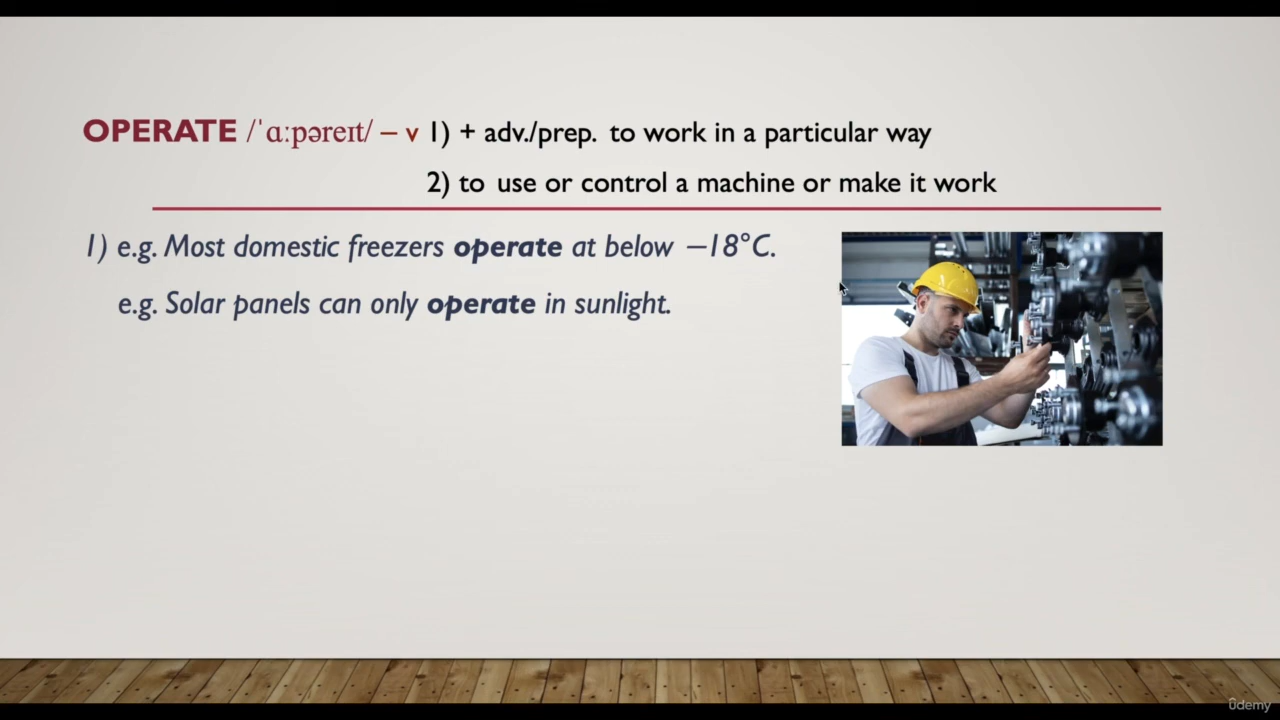 OPERATE /ˈɑːpəreɪt/ – v 1) + adv./prep. to work in a particular way
2) to use or control a machine or make it work
1) e.g. Most domestic freezers operate at below –18°C.
e.g. Solar panels can only operate in sunlight.
ûdemy